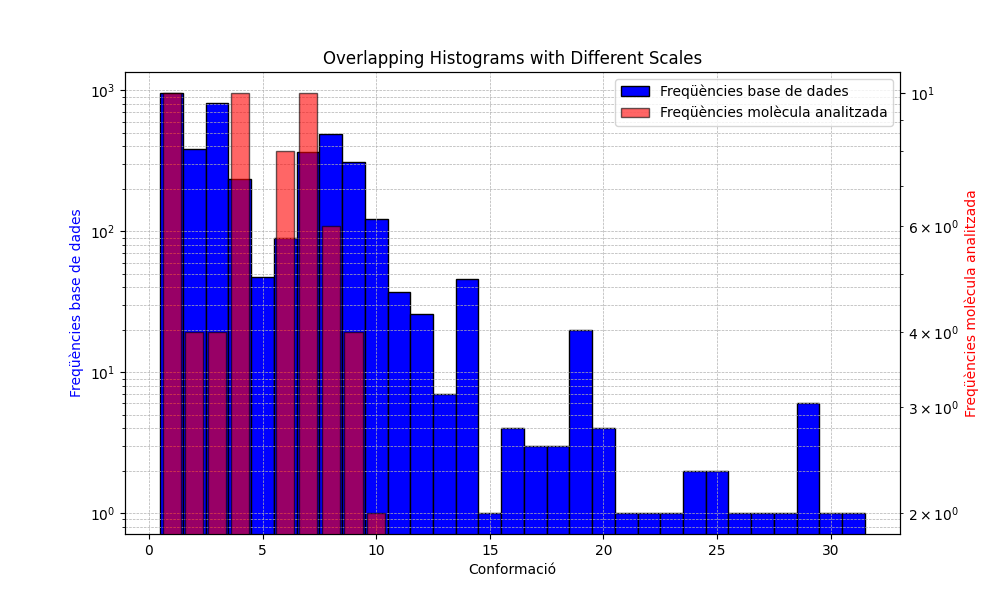 Overlapping Histograms with Different Scales
Freqüències base de dades
Freqüències molècula analitzada
Freqüències base de dades
10³
10²
10¹
10⁰
10¹
6 × 10⁰
4 × 10⁰
3 × 10⁰
2 × 10⁰
Freqüències molècula analitzada
0 5 10 15 20 25 30
Conformació